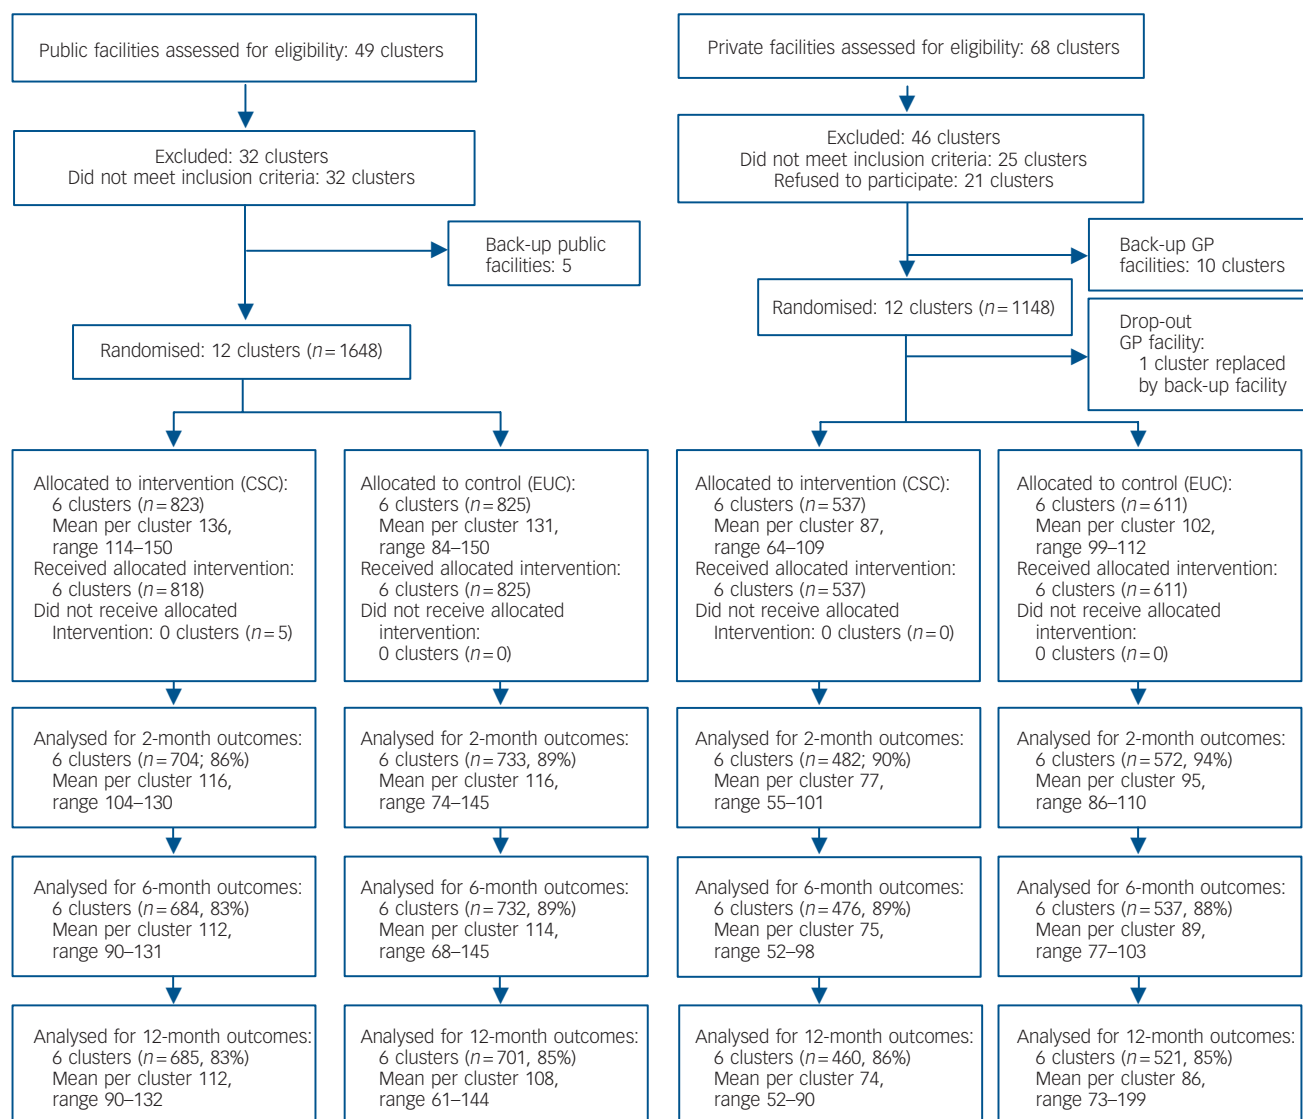 Public facilities assessed for eligibility: 49 clusters
Excluded: 32 clusters
Did not meet inclusion criteria: 32 clusters
Back-up public
facilities: 5
Randomised: 12 clusters (n=1648)
Allocated to intervention (CSC):
6 clusters (n=823)
Mean per cluster 136,
range 114–150
Received allocated intervention:
6 clusters (n=818)
Did not receive allocated
Intervention: 0 clusters (n=5)
Allocated to control (EUC):
6 clusters (n=825)
Mean per cluster 131,
range 84–150
Received allocated intervention:
6 clusters (n=825)
Did not receive allocated
intervention:
0 clusters (n=0)
Analysed for 2-month outcomes:
6 clusters (n=704; 86%)
Mean per cluster 116,
range 104–130
Analysed for 2-month outcomes:
6 clusters (n=733, 89%)
Mean per cluster 116,
range 74–145
Analysed for 6-month outcomes:
6 clusters (n=684, 83%)
Mean per cluster 112,
range 90–131
Analysed for 6-month outcomes:
6 clusters (n=732, 89%)
Mean per cluster 114,
range 68–145
Analysed for 12-month outcomes:
6 clusters (n=685, 83%)
Mean per cluster 112,
range 90–132
Analysed for 12-month outcomes:
6 clusters (n=701, 85%)
Mean per cluster 108,
range 61–144
Private facilities assessed for eligibility: 68 clusters
Excluded: 46 clusters
Did not meet inclusion criteria: 25 clusters
Refused to participate: 21 clusters
Back-up GP
facilities: 10 clusters
Randomised: 12 clusters (n=1148)
Drop-out
GP facility:
1 cluster replaced
by back-up facility
Allocated to intervention (CSC):
6 clusters (n=537)
Mean per cluster 87,
range 64–109
Received allocated intervention:
6 clusters (n=537)
Did not receive allocated
Intervention: 0 clusters (n=0)
Allocated to control (EUC):
6 clusters (n=611)
Mean per cluster 102,
range 99–112
Received allocated intervention:
6 clusters (n=611)
Did not receive allocated
intervention:
0 clusters (n=0)
Analysed for 2-month outcomes:
6 clusters (n=482; 90%)
Mean per cluster 77,
range 55–101
Analysed for 2-month outcomes:
6 clusters (n=572, 94%)
Mean per cluster 95,
range 86–110
Analysed for 6-month outcomes:
6 clusters (n=476, 89%)
Mean per cluster 75,
range 52–98
Analysed for 6-month outcomes:
6 clusters (n=537, 88%)
Mean per cluster 89,
range 77–103
Analysed for 12-month outcomes:
6 clusters (n=460, 86%)
Mean per cluster 74,
range 52–90
Analysed for 12-month outcomes:
6 clusters (n=521, 85%)
Mean per cluster 86,
range 73–199